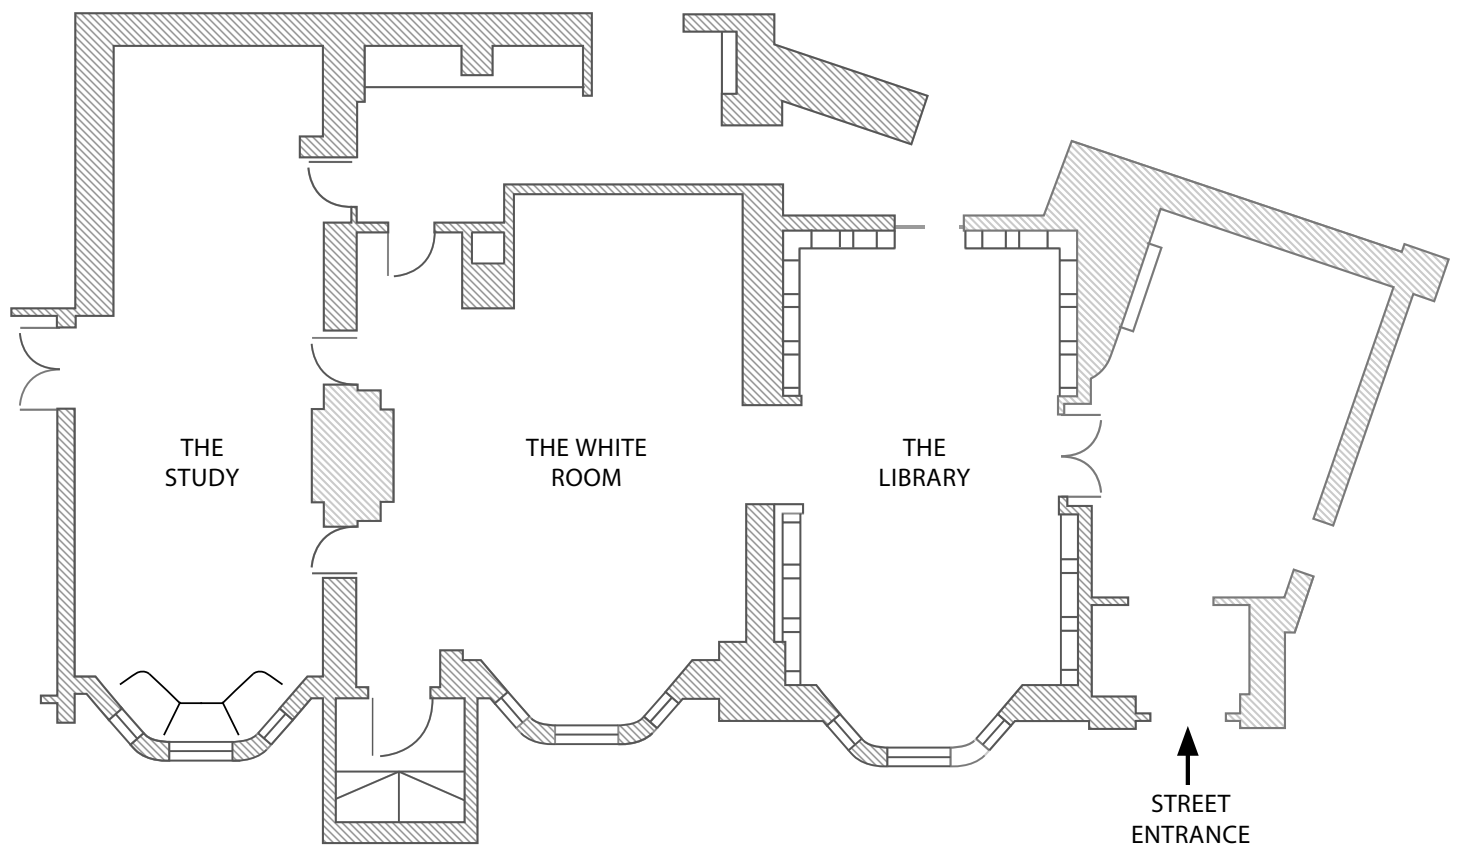 THE
STUDY
THE WHITE
ROOM
THE
LIBRARY
STREET
ENTRANCE